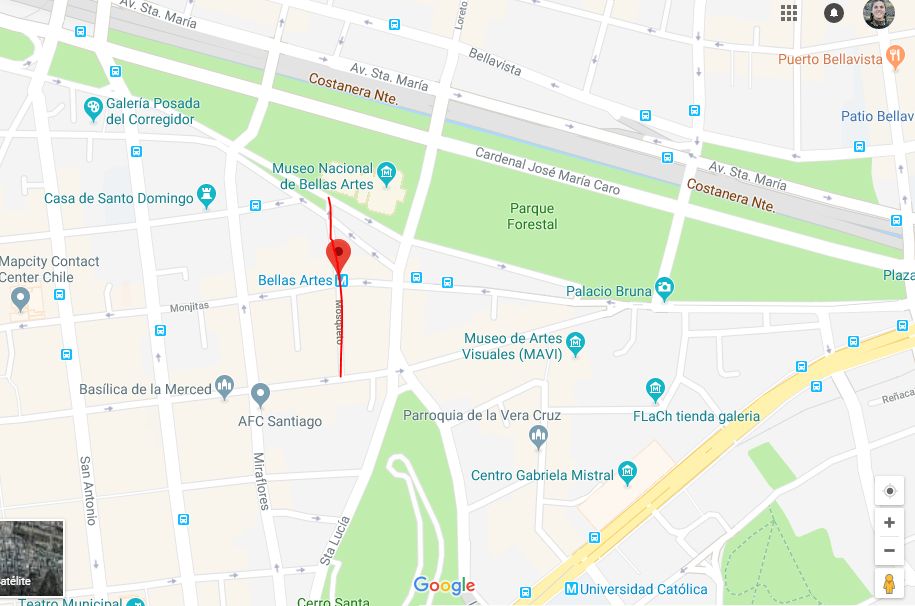 Av. Sta. María
Loreto
Bellavista
Puerto Bellavista
Av. Sta. María
Costanera Nte.
Galería Posada
del Corregidor
Patio Bellav
Cardenal José María Caro
Av. Sta. María
Museo Nacional
de Bellas Artes
Costanera Nte.
Casa de Santo Domingo
Parque
Forestal
Mapcity Contact
Center Chile
Plaza
Bellas Artes
Palacio Bruna
Monjitas
Mosqueto
Museo de Artes
Visuales (MAVI)
Basílica de la Merced
AFC Santiago
Parroquia de la Vera Cruz
FLaCh tienda galeria
Reñaca
San Antonio
Miraflores
Centro Gabriela Mistral
Sta Lucía
atélite
Google
Universidad Católica
Teatro Municipal
Cerro Santa